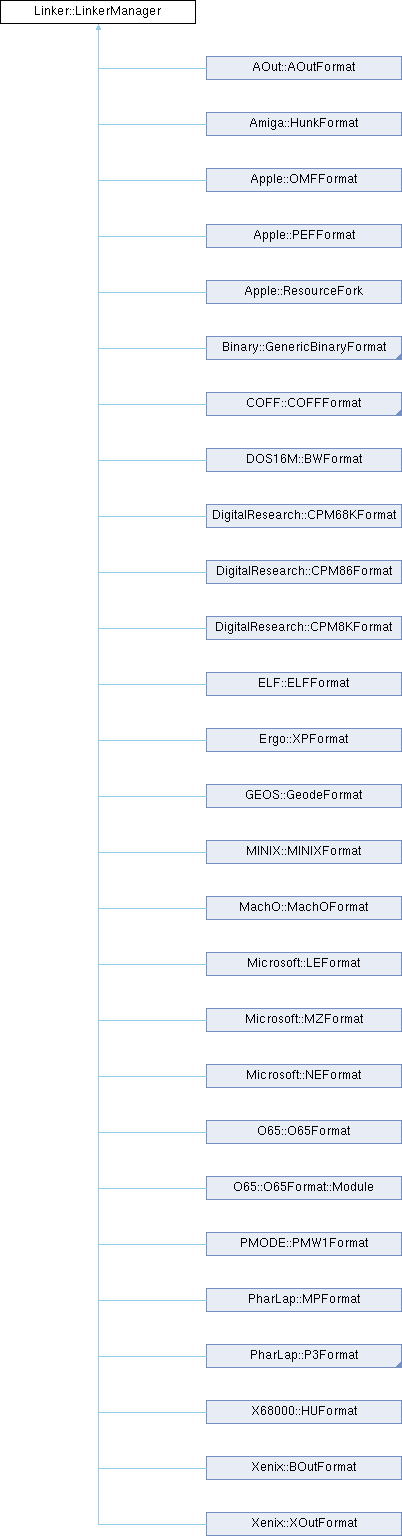 Linker::LinkerManager
AOut::AOutFormat
Amiga::HunkFormat
Apple::OMFFormat
Apple::PEFFormat
Apple::ResourceFork
Binary::GenericBinaryFormat
COFF::COFFFormat
DOS16M::BWFormat
DigitalResearch::CPM68KFormat
DigitalResearch::CPM86Format
DigitalResearch::CPM8KFormat
ELF::ELFFormat
Ergo::XPFormat
GEOS::GeodeFormat
MINIX::MINIXFormat
MachO::MachOFormat
Microsoft::LEFormat
Microsoft::MZFormat
Microsoft::NEFormat
O65::O65Format
O65::O65Format::Module
PMODE::PMW1Format
PharLap::MPFormat
PharLap::P3Format
X68000::HUFormat
Xenix::BOutFormat
Xenix::XOutFormat